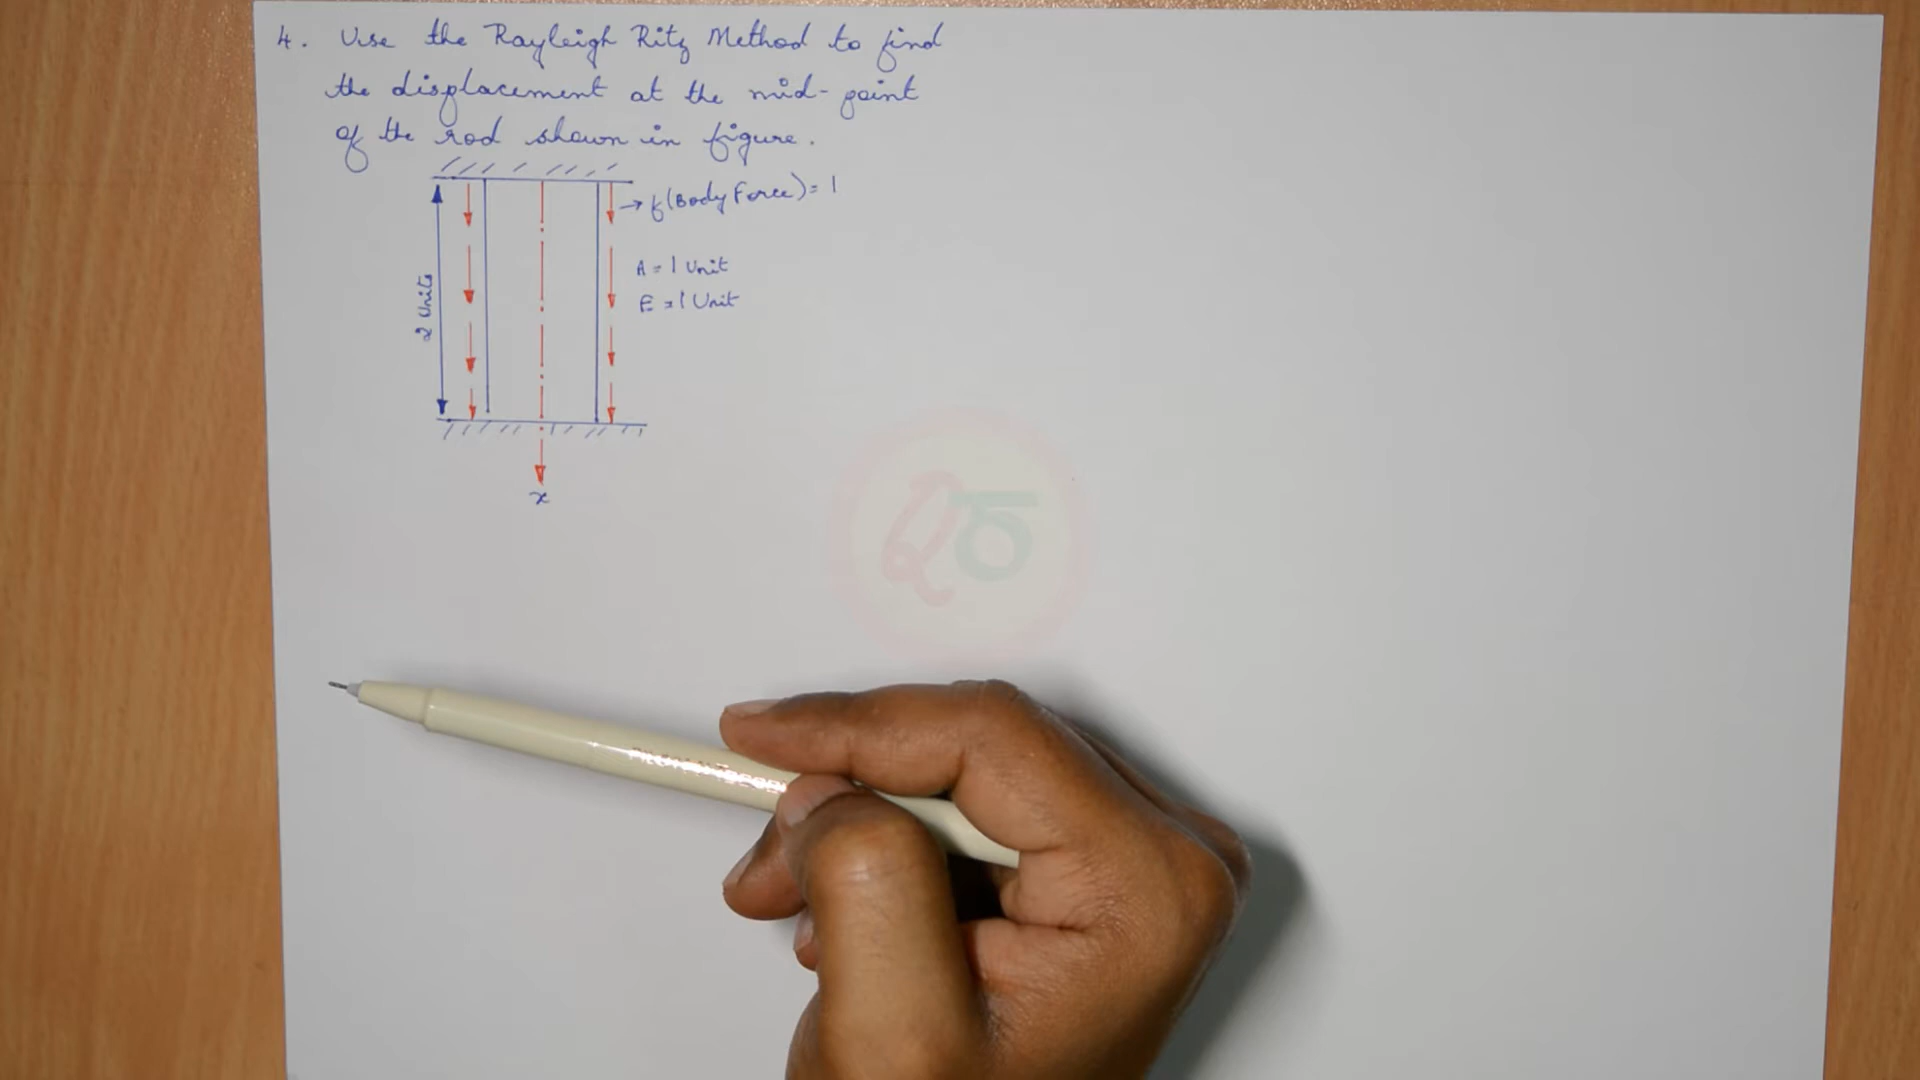 4. Use the Rayleigh Ritz Method to find
the displacement at the mid-point
of the rod shown in figure.
→ f(Body Force) = 1
A = 1 Unit
E = 1 Unit
2 Units
x